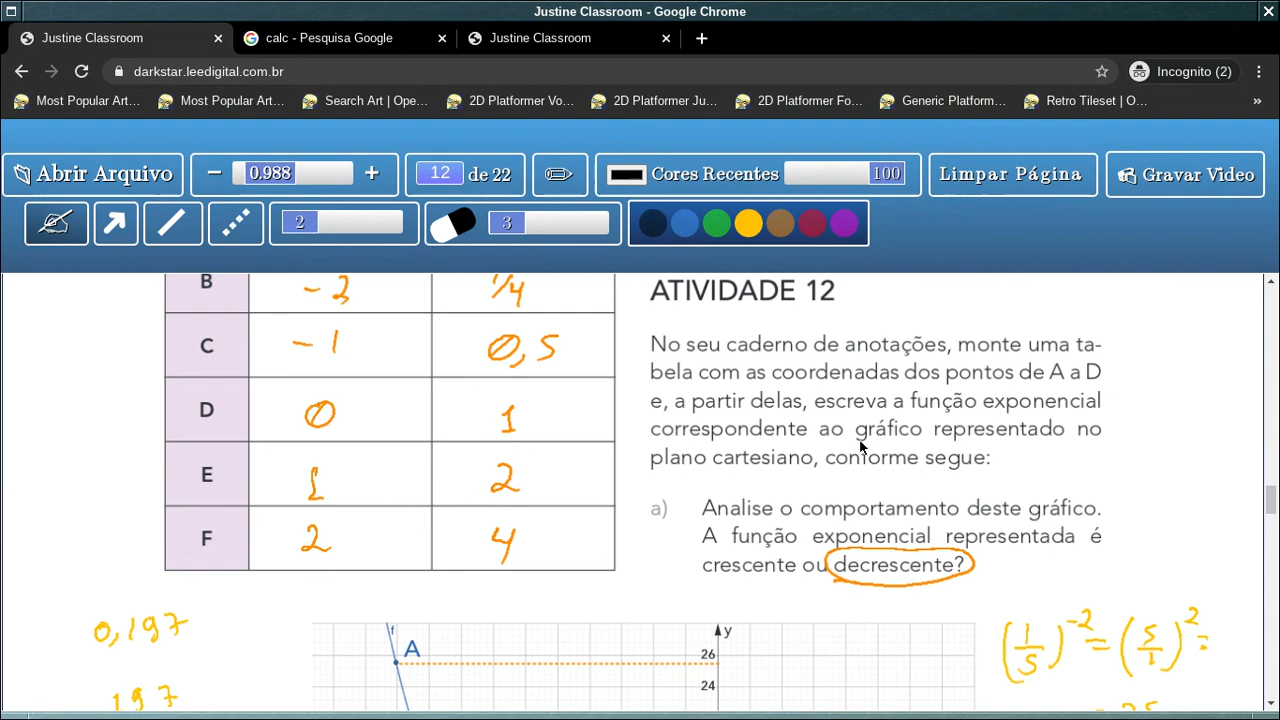 Justine Classroom - Google Chrome
Justine Classroom
calc - Pesquisa Google
Justine Classroom
darkstar.leedigital.com.br
Incognito (2)
Most Popular Art…
Most Popular Art…
Search Art | Ope…
2D Platformer Vo…
2D Platformer Ju…
2D Platformer Fo…
Generic Platform…
Retro Tileset | O…
»
Abrir Arquivo
− 0.988 +
12 de 22
Cores Recentes 100
Limpar Página
Gravar Video
2
3
B -2 1/4
C -1 0,5
D 0 1
E 1 2
F 2 4
ATIVIDADE 12
No seu caderno de anotações, monte uma ta-
bela com as coordenadas dos pontos de A a D
e, a partir delas, escreva a função exponencial
correspondente ao gráfico representado no
plano cartesiano, conforme segue:
a) Analise o comportamento deste gráfico.
A função exponencial representada é
crescente ou decrescente?
0,197
197
f
A
y
26
24
(1/5)^-2 = (5/1)^2 =